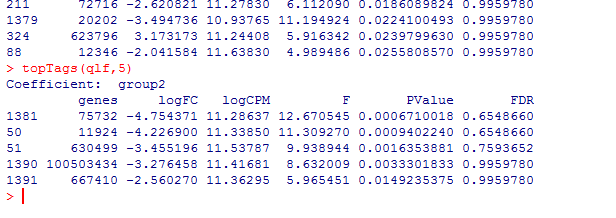 211 72716 -2.620821 11.27830 6.112090 0.0186089824 0.9959780
1379 20202 -3.494736 10.93765 11.194924 0.0224100493 0.9959780
324 623796 3.173173 11.24408 5.916342 0.0239799630 0.9959780
88 12346 -2.041584 11.63830 4.989486 0.0255808570 0.9959780
> topTags(qlf,5)
Coefficient: group2
genes logFC logCPM F PValue FDR
1381 75732 -4.754371 11.28637 12.670545 0.0006710018 0.6548660
50 11924 -4.226900 11.33850 11.309270 0.0009402240 0.6548660
51 630499 -3.455196 11.53787 9.938944 0.0016353881 0.7593652
1390 100503434 -3.276458 11.41681 8.632009 0.0033301833 0.9959780
1391 667410 -2.560270 11.36295 5.965451 0.0149235375 0.9959780
>